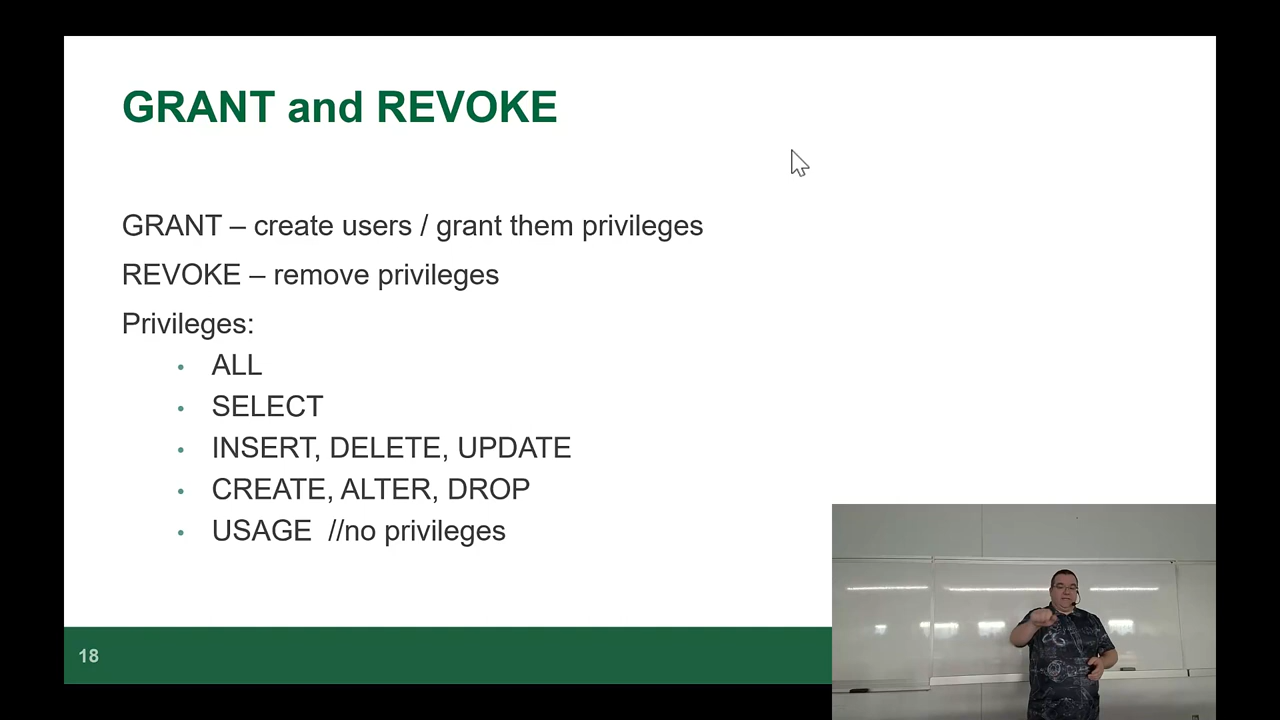 GRANT and REVOKE
GRANT – create users / grant them privileges
REVOKE – remove privileges
Privileges:
• ALL
• SELECT
• INSERT, DELETE, UPDATE
• CREATE, ALTER, DROP
• USAGE //no privileges
18